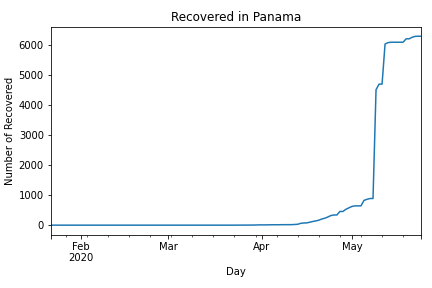 Recovered in Panama
Number of Recovered
6000
5000
4000
3000
2000
1000
0
Feb
2020
Mar
Apr
May
Day